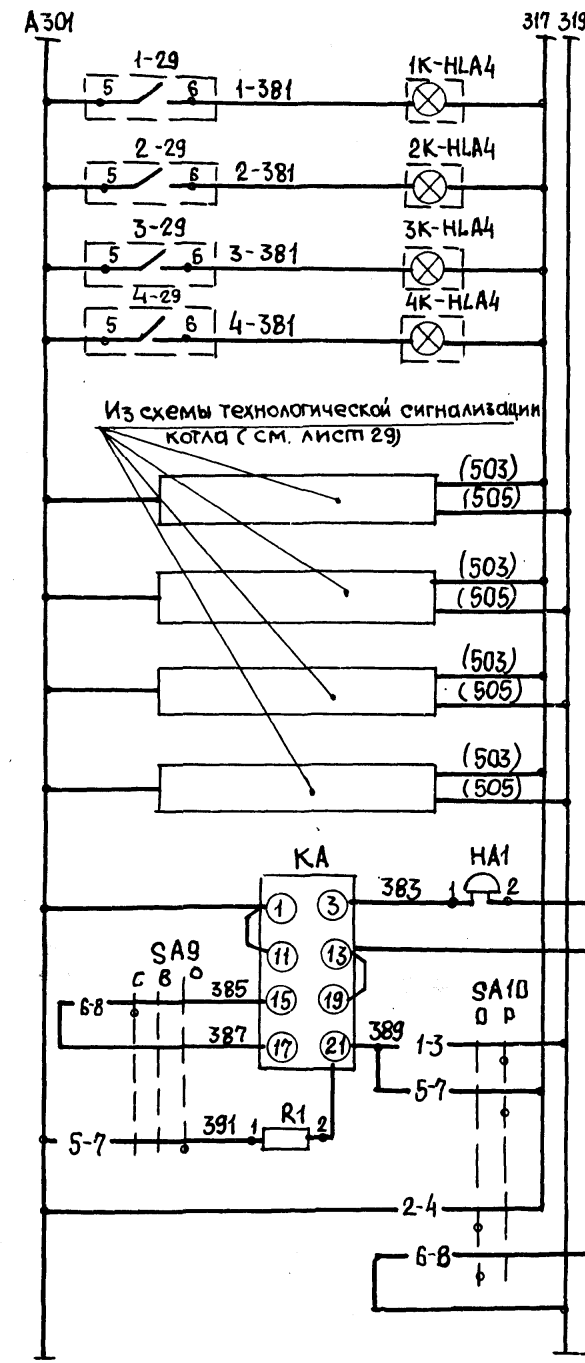 А301 317 319
1-29 1К-HLA4
5 6 1-381
2-29 2К-HLA4
5 6 2-381
3-29 3К-HLA4
5 6 3-381
4-29 4К-HLA4
5 6 4-381
Из схемы технологической сигнализации
котла (см. лист 29)
(503)
(505)
(503)
(505)
(503)
(505)
(503)
(505)
КА HA1
1 3 383 1 2
11 13
SA9 SA10
С В О О Р
6-8 385 15 19
387 17 21 389 1-3
5-7
5-7 391 1 R1 2
2-4
6-8